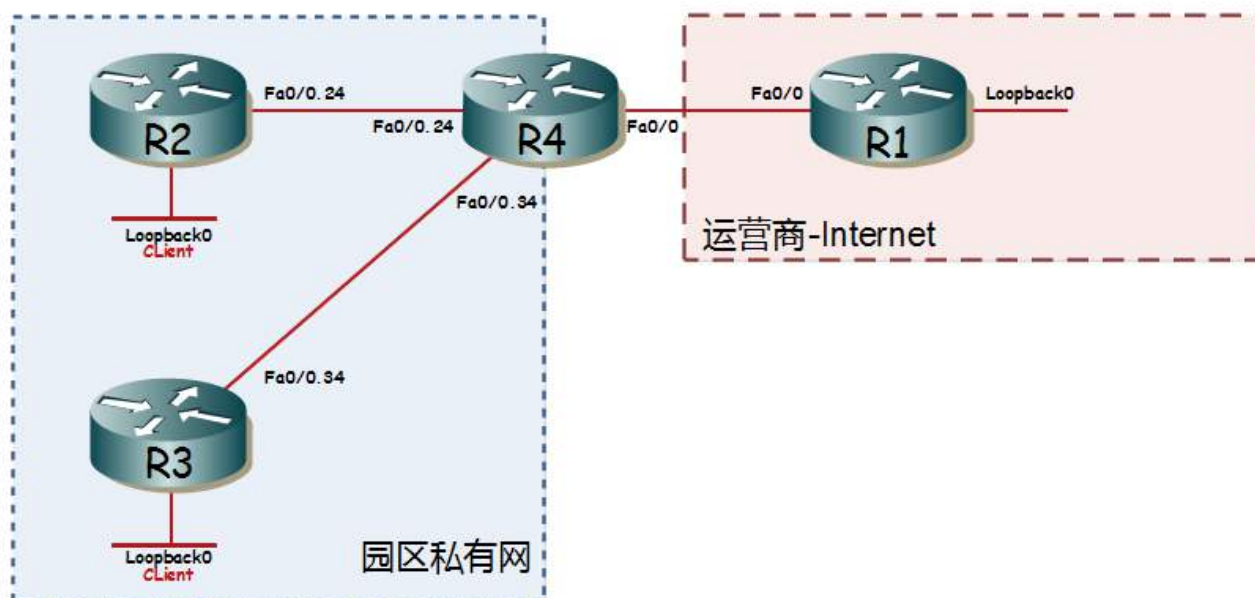 Fa0/0.24
Fa0/0.24
R2
Loopback0
CLient
R4
Fa0/0
Fa0/0.34
Fa0/0
R1
Loopback0
运营商-Internet
Fa0/0.34
R3
Loopback0
CLient
园区私有网